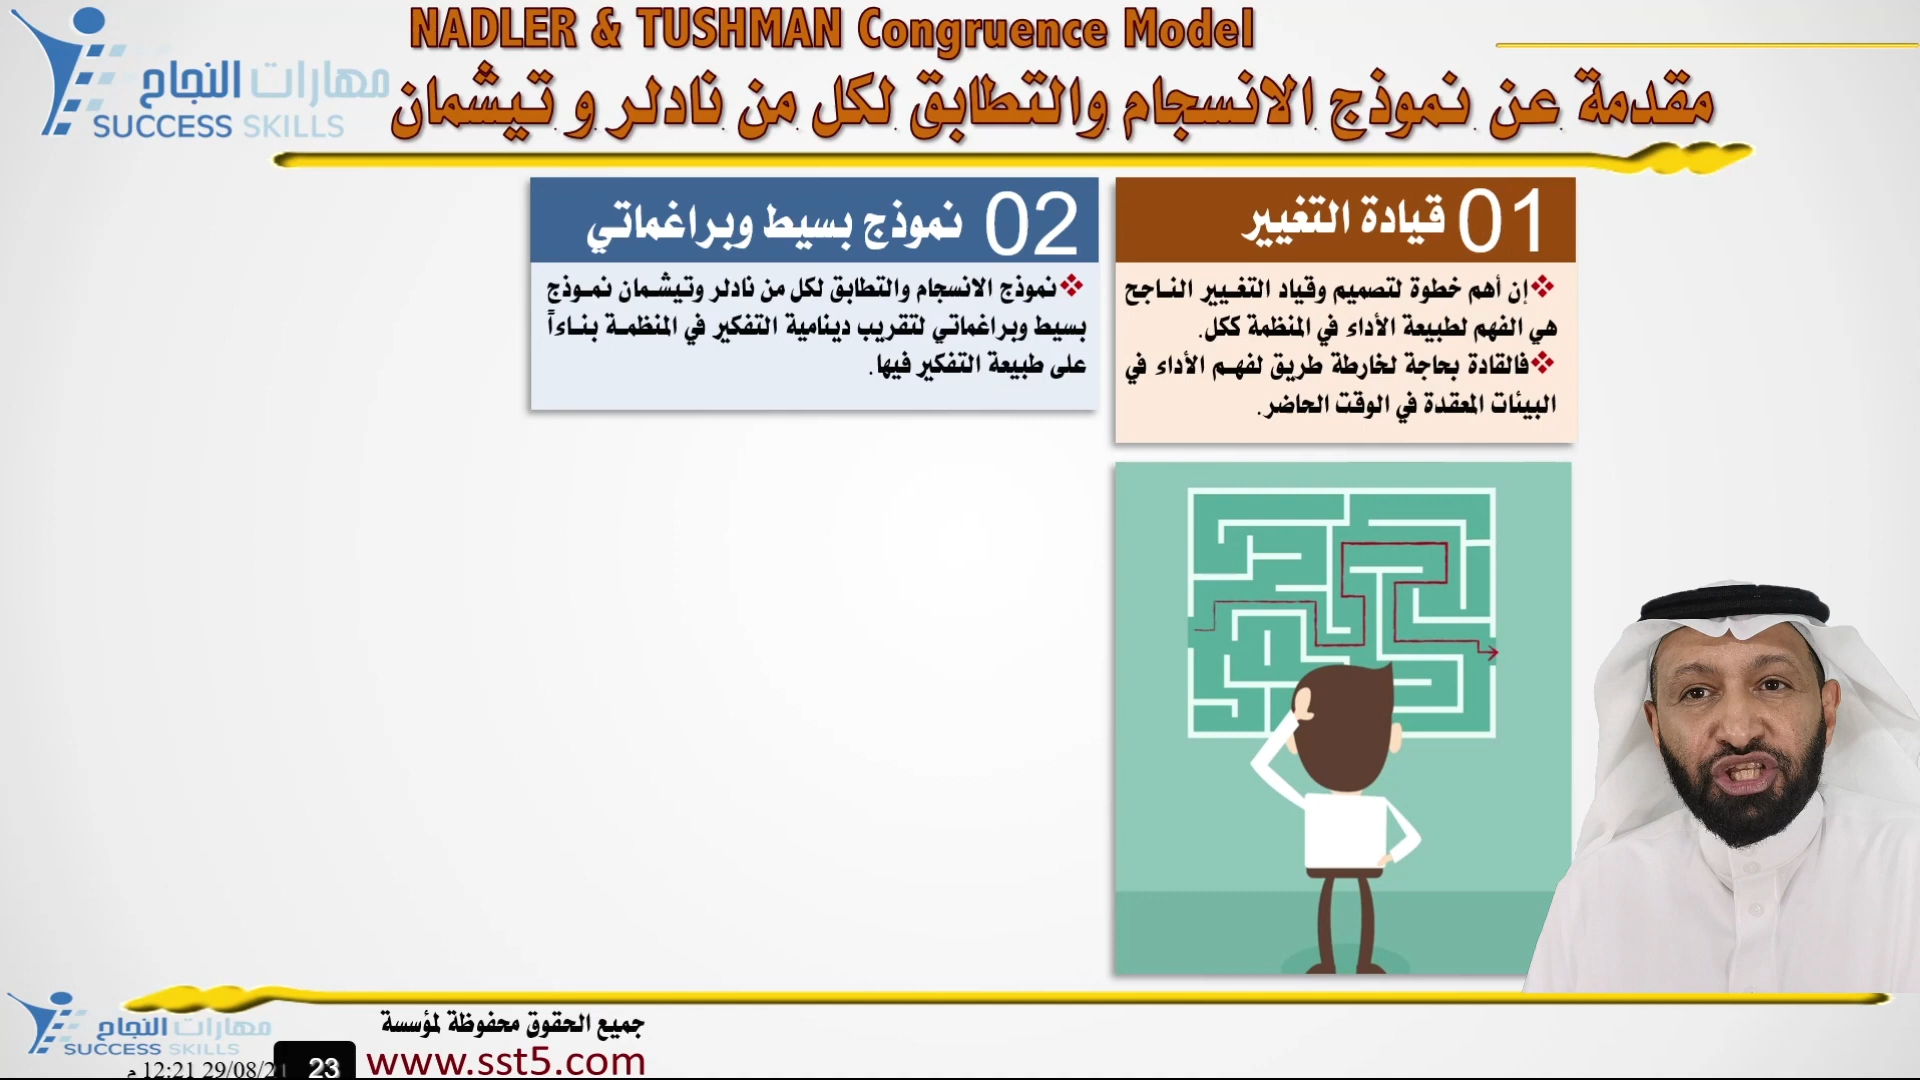 NADLER & TUSHMAN Congruence Model
مهارات النجاح
SUCCESS SKILLS
مقدمة عن نموذج الانسجام والتطابق لكل من نادلر و تيشمان
01 قيادة التغيير
إن أهم خطوة لتصميم وقياد التغيير الناجح
هي الفهم لطبيعة الأداء في المنظمة ككل.
فالقادة بحاجة لخارطة طريق لفهم الأداء في
البيئات المعقدة في الوقت الحاضر.
02 نموذج بسيط وبراغماتي
نموذج الانسجام والتطابق لكل من نادلر وتيشمان نموذج
بسيط وبراغماتي لتقريب دينامية التفكير في المنظمة بناءاً
على طبيعة التفكير فيها.
جميع الحقوق محفوظة لمؤسسة
www.sst5.com
مهارات النجاح
SUCCESS SKILLS
23
12:21 م